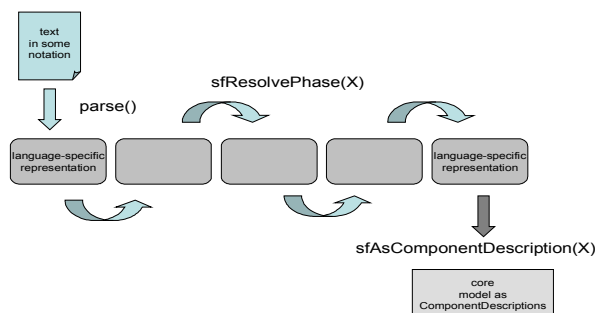 text
in some
notation
sfResolvePhase(X)
parse()
language-specific
representation
language-specific
representation
sfAsComponentDescription(X)
core
model as
ComponentDescriptions